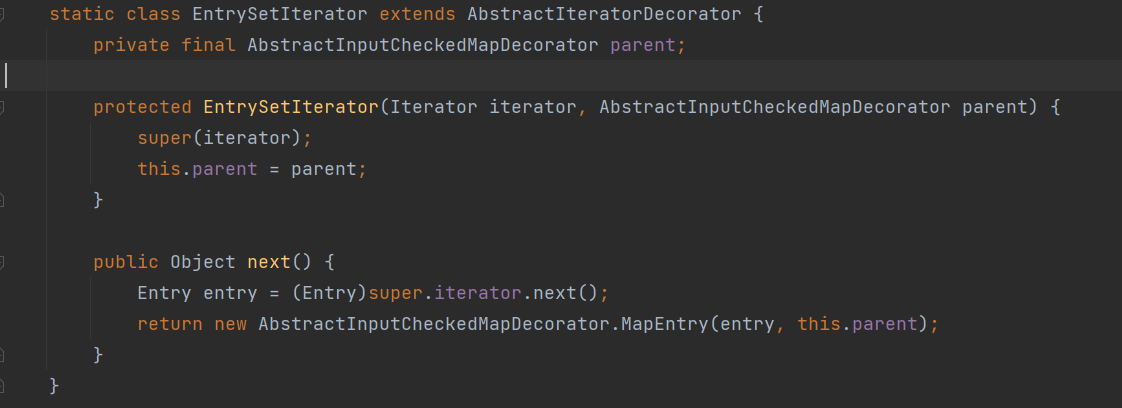 static class EntrySetIterator extends AbstractIteratorDecorator {
    private final AbstractInputCheckedMapDecorator parent;

    protected EntrySetIterator(Iterator iterator, AbstractInputCheckedMapDecorator parent) {
        super(iterator);
        this.parent = parent;
    }

    public Object next() {
        Entry entry = (Entry)super.iterator.next();
        return new AbstractInputCheckedMapDecorator.MapEntry(entry, this.parent);
    }
}